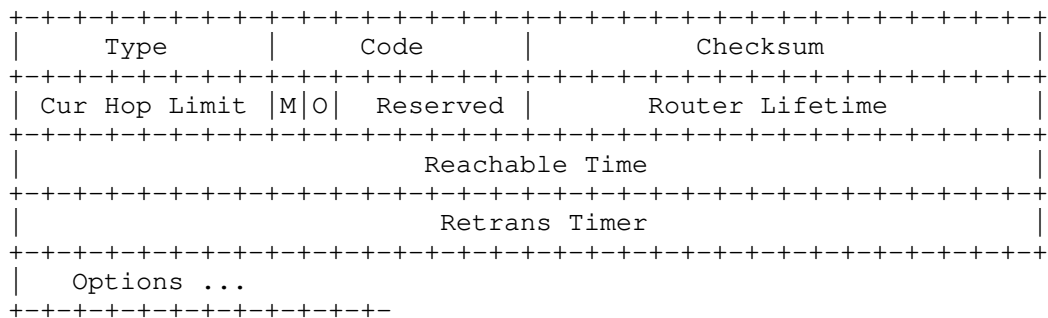 +-+-+-+-+-+-+-+-+-+-+-+-+-+-+-+-+-+-+-+-+-+-+-+-+-+-+-+-+-+-+-+-+
|     Type      |     Code      |          Checksum             |
+-+-+-+-+-+-+-+-+-+-+-+-+-+-+-+-+-+-+-+-+-+-+-+-+-+-+-+-+-+-+-+-+
| Cur Hop Limit |M|O|  Reserved |       Router Lifetime         |
+-+-+-+-+-+-+-+-+-+-+-+-+-+-+-+-+-+-+-+-+-+-+-+-+-+-+-+-+-+-+-+-+
|                         Reachable Time                        |
+-+-+-+-+-+-+-+-+-+-+-+-+-+-+-+-+-+-+-+-+-+-+-+-+-+-+-+-+-+-+-+-+
|                          Retrans Timer                        |
+-+-+-+-+-+-+-+-+-+-+-+-+-+-+-+-+-+-+-+-+-+-+-+-+-+-+-+-+-+-+-+-+
|   Options ...
+-+-+-+-+-+-+-+-+-+-+-+-